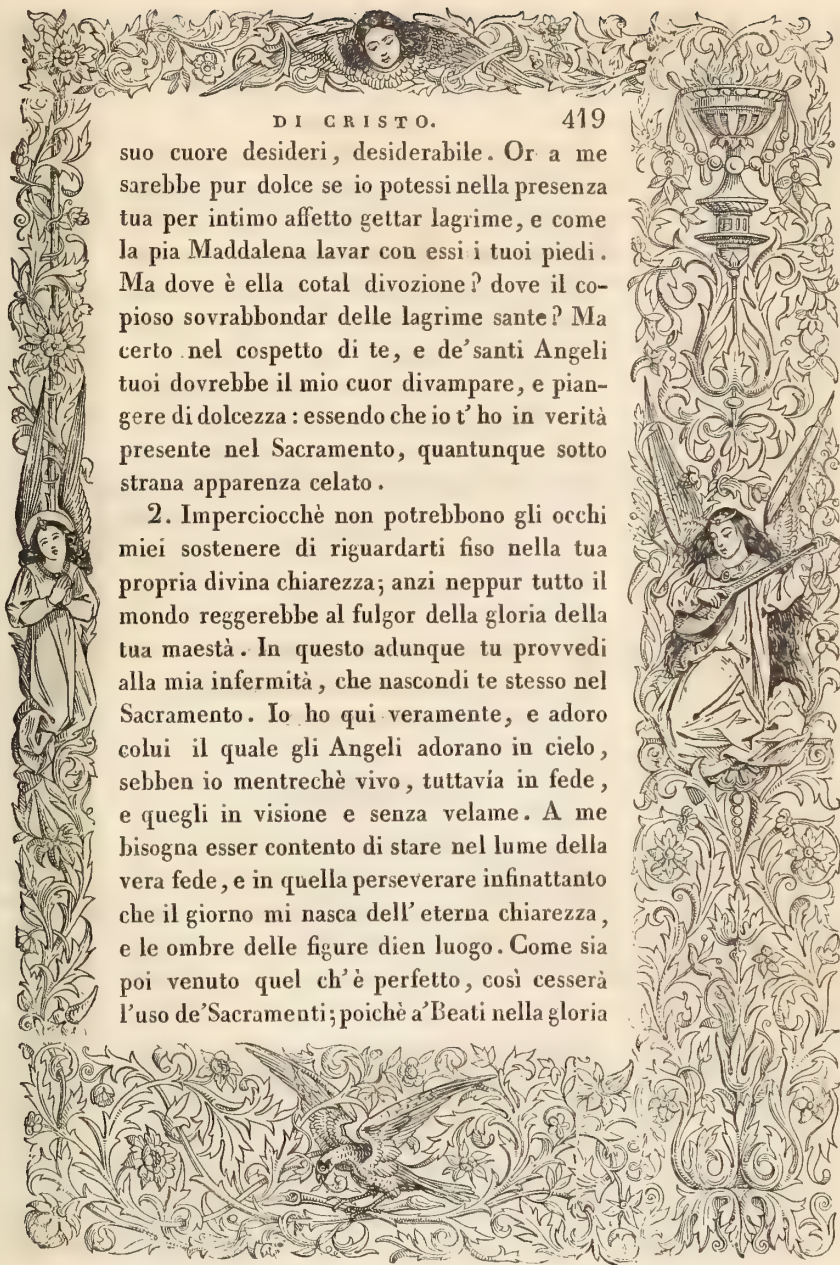 DI CRISTO. 419
suo cuore desideri, desiderabile. Or a me
sarebbe pur dolce se io potessi nella presenza
tua per intimo affetto gettar lagrime, e come
la pia Maddalena lavar con essi i tuoi piedi.
Ma dove è ella cotal divozione? dove il co-
pioso sovrabbondar delle lagrime sante? Ma
certo nel cospetto di te, e de' santi Angeli
tuoi dovrebbe il mio cuor divampare, e pian-
gere di dolcezza: essendo che io t' ho in verità
presente nel Sacramento, quantunque sotto
strana apparenza celato.
2. Imperciocchè non potrebbono gli occhi
miei sostenere di riguardarti fiso nella tua
propria divina chiarezza; anzi neppur tutto il
mondo reggerebbe al fulgor della gloria della
tua maestà. In questo adunque tu provvedi
alla mia infermità, che nascondi te stesso nel
Sacramento. Io ho qui veramente, e adoro
colui il quale gli Angeli adorano in cielo,
sebben io mentrechè vivo, tuttavía in fede,
e quegli in visione e senza velame. A me
bisogna esser contento di stare nel lume della
vera fede, e in quella perseverare infinattanto
che il giorno mi nasca dell' eterna chiarezza,
e le ombre delle figure dien luogo. Come sia
poi venuto quel ch' è perfetto, così cesserà
l'uso de' Sacramenti; poichè a' Beati nella gloria